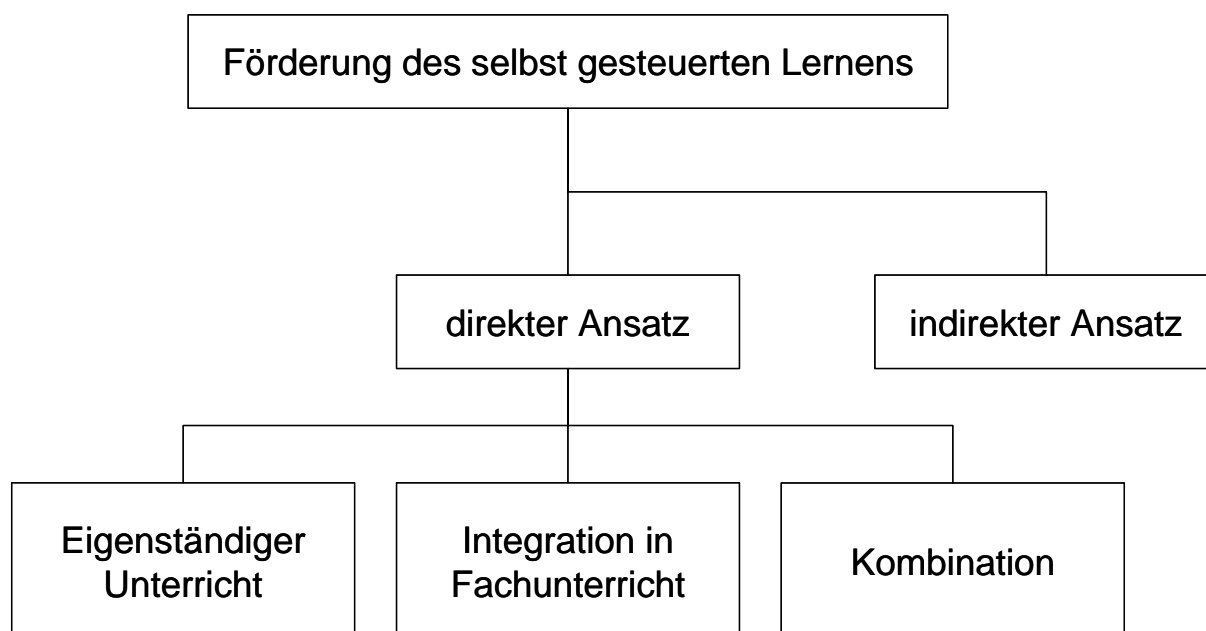 Förderung des selbst gesteuerten Lernens
direkter Ansatz
indirekter Ansatz
Eigenständiger
Unterricht
Integration in
Fachunterricht
Kombination